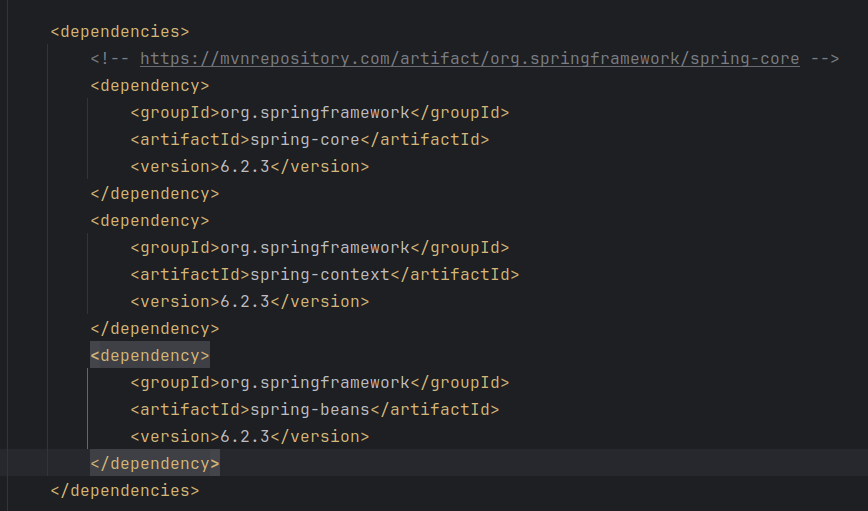 <dependencies>
<!-- https://mvnrepository.com/artifact/org.springframework/spring-core -->
<dependency>
<groupId>org.springframework</groupId>
<artifactId>spring-core</artifactId>
<version>6.2.3</version>
</dependency>
<dependency>
<groupId>org.springframework</groupId>
<artifactId>spring-context</artifactId>
<version>6.2.3</version>
</dependency>
<dependency>
<groupId>org.springframework</groupId>
<artifactId>spring-beans</artifactId>
<version>6.2.3</version>
</dependency>
</dependencies>